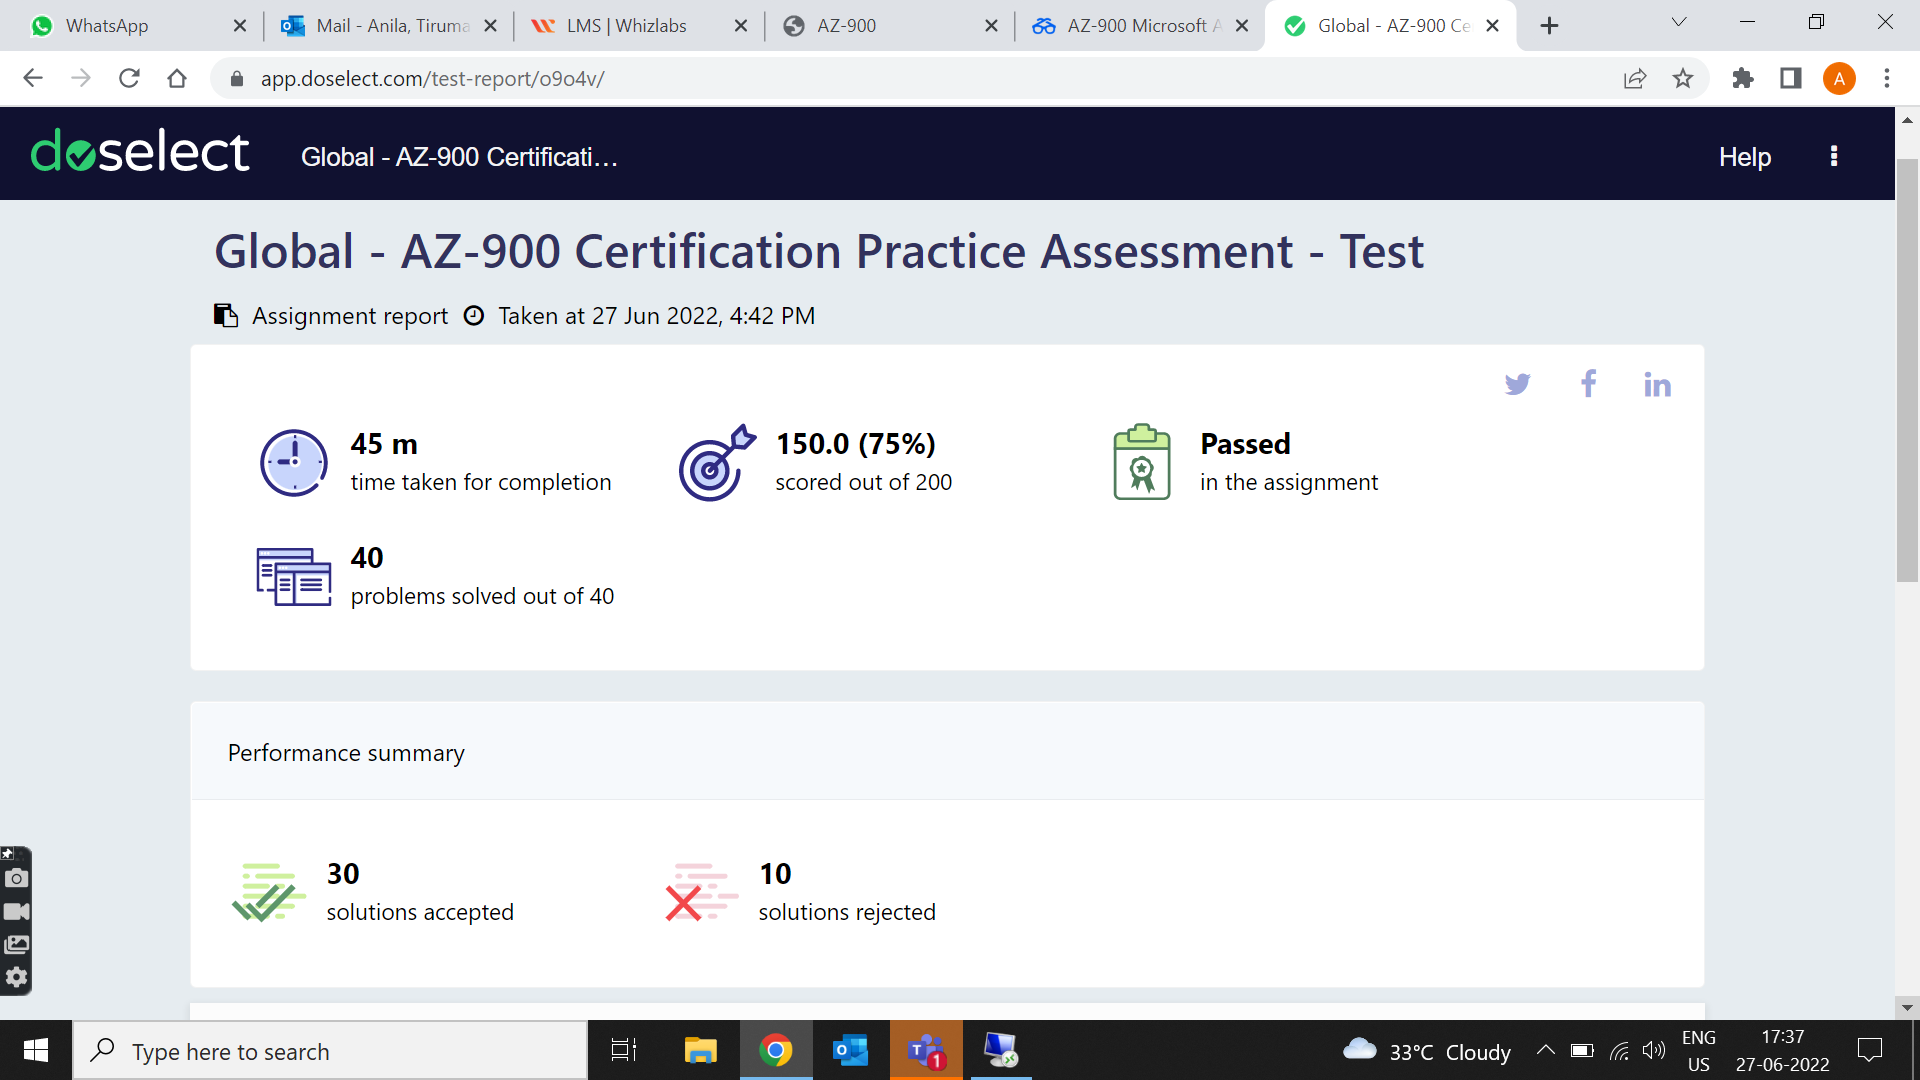 WhatsApp
Mail - Anila, Tiruma
LMS | Whizlabs
AZ-900
AZ-900 Microsoft A
Global - AZ-900 Ce
app.doselect.com/test-report/o9o4v/
A
doselect
Global - AZ-900 Certificati...
Help
Global - AZ-900 Certification Practice Assessment - Test
Assignment report Taken at 27 Jun 2022, 4:42 PM
45 m
time taken for completion
150.0 (75%)
scored out of 200
Passed
in the assignment
40
problems solved out of 40
Performance summary
30
solutions accepted
10
solutions rejected
Type here to search
1
33°C Cloudy
ENG
US
17:37
27-06-2022